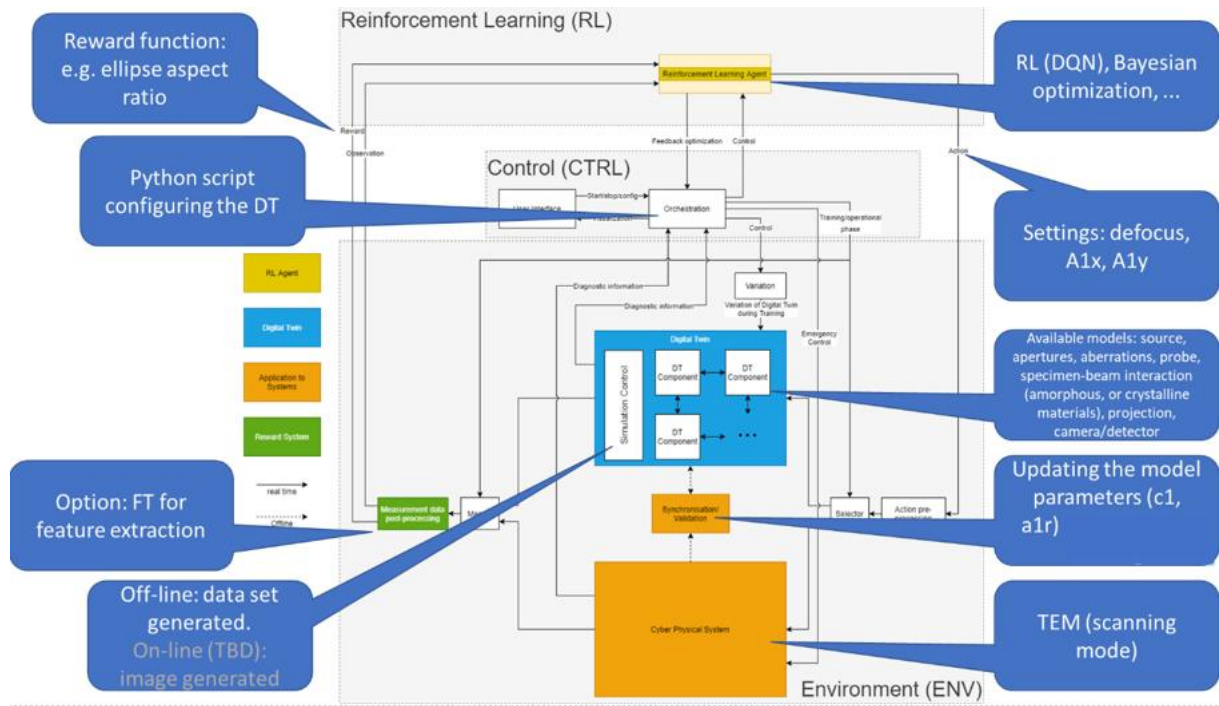 Reinforcement Learning (RL)
Reward function:
e.g. ellipse aspect
ratio
Reinforcement Learning Agent
RL (DQN), Bayesian
optimization, ...
Reward
Observation
Feedback optimization
Control
Action
Control (CTRL)
Python script
configuring the DT
Start/stop/config
Orchestration
Training/operational
phase
Control
Settings: defocus,
A1x, A1y
RL Agent
Diagnostic information
Diagnostic information
Variation
Variation of Digital Twin
during Training
Emergency
Control
Digital Twin
Digital Twin
Simulation Control
DT
Component
DT
Component
DT
Component
...
Available models: source,
apertures, aberrations, probe,
specimen-beam interaction
(amorphous, or crystalline
materials), projection,
camera/detector
Application to
Systems
Reward System
real time
Offline
Option: FT for
feature extraction
Measurement data
post-processing
Synchronisation/
Validation
Selector
Action pre-
Updating the model
parameters (c1,
a1r)
Off-line: data set
generated.
On-line (TBD):
image generated
Cyber Physical System
TEM (scanning
mode)
Environment (ENV)